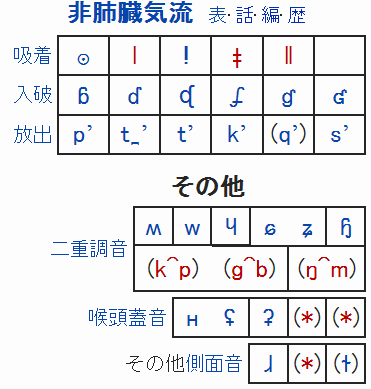 非肺臓気流 表・話・編・歴
吸着 ʘ ǀ ǃ ǂ ǁ
入破 ɓ ɗ ᶑ ʄ ɠ ʛ
放出 pʼ t̪ʼ tʼ kʼ (qʼ) sʼ
その他
ʍ w ɥ ɕ ʑ ɧ
二重調音 (k͡p) (ɡ͡b) (ŋ͡m)
喉頭蓋音 ʜ ʢ ʡ (*) (*)
その他側面音 ɺ (*) (ɫ)